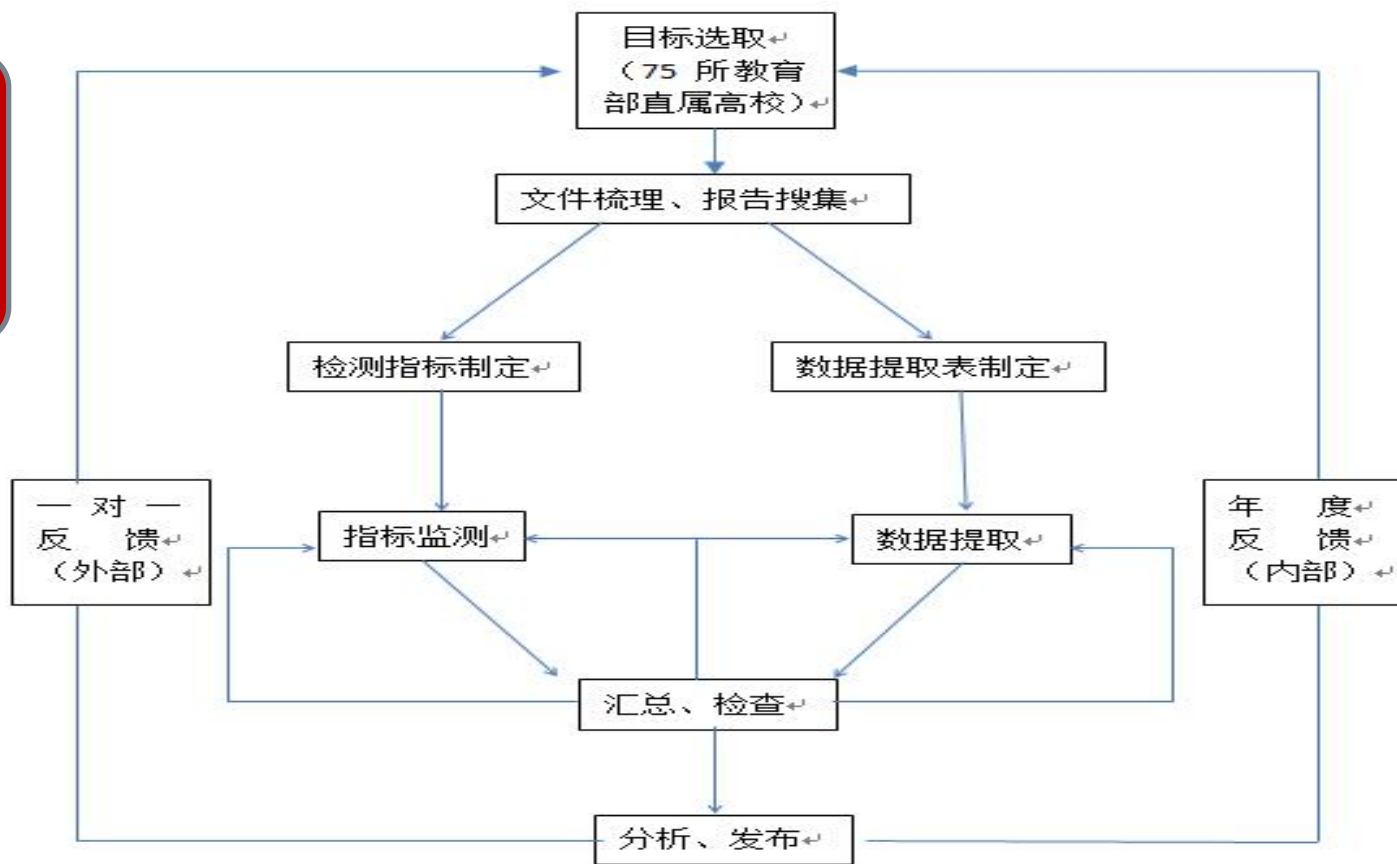 目标选取
（75 所教育
部直属高校）
文件梳理、报告搜集
检测指标制定
数据提取表制定
一 对 一
反 馈
（外部）
指标监测
数据提取
年 度
反 馈
（内部）
汇总、检查
分析、发布